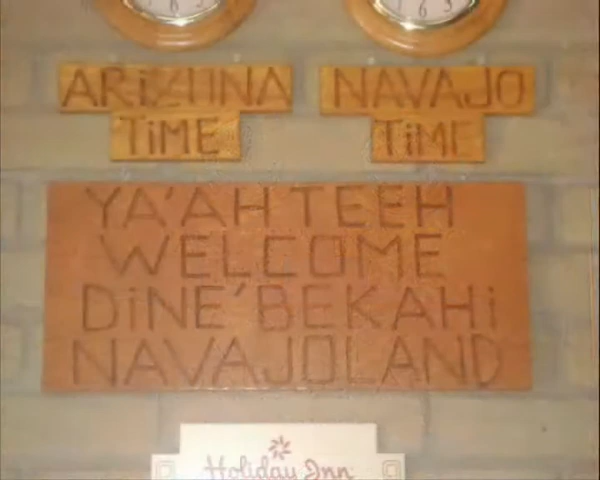 ARiZONA
TiME
NAVAJO
TiME
YA'AH TEEH
WELCOME
DiNE'BEKAHi
NAVAJOLAND
Holiday Inn